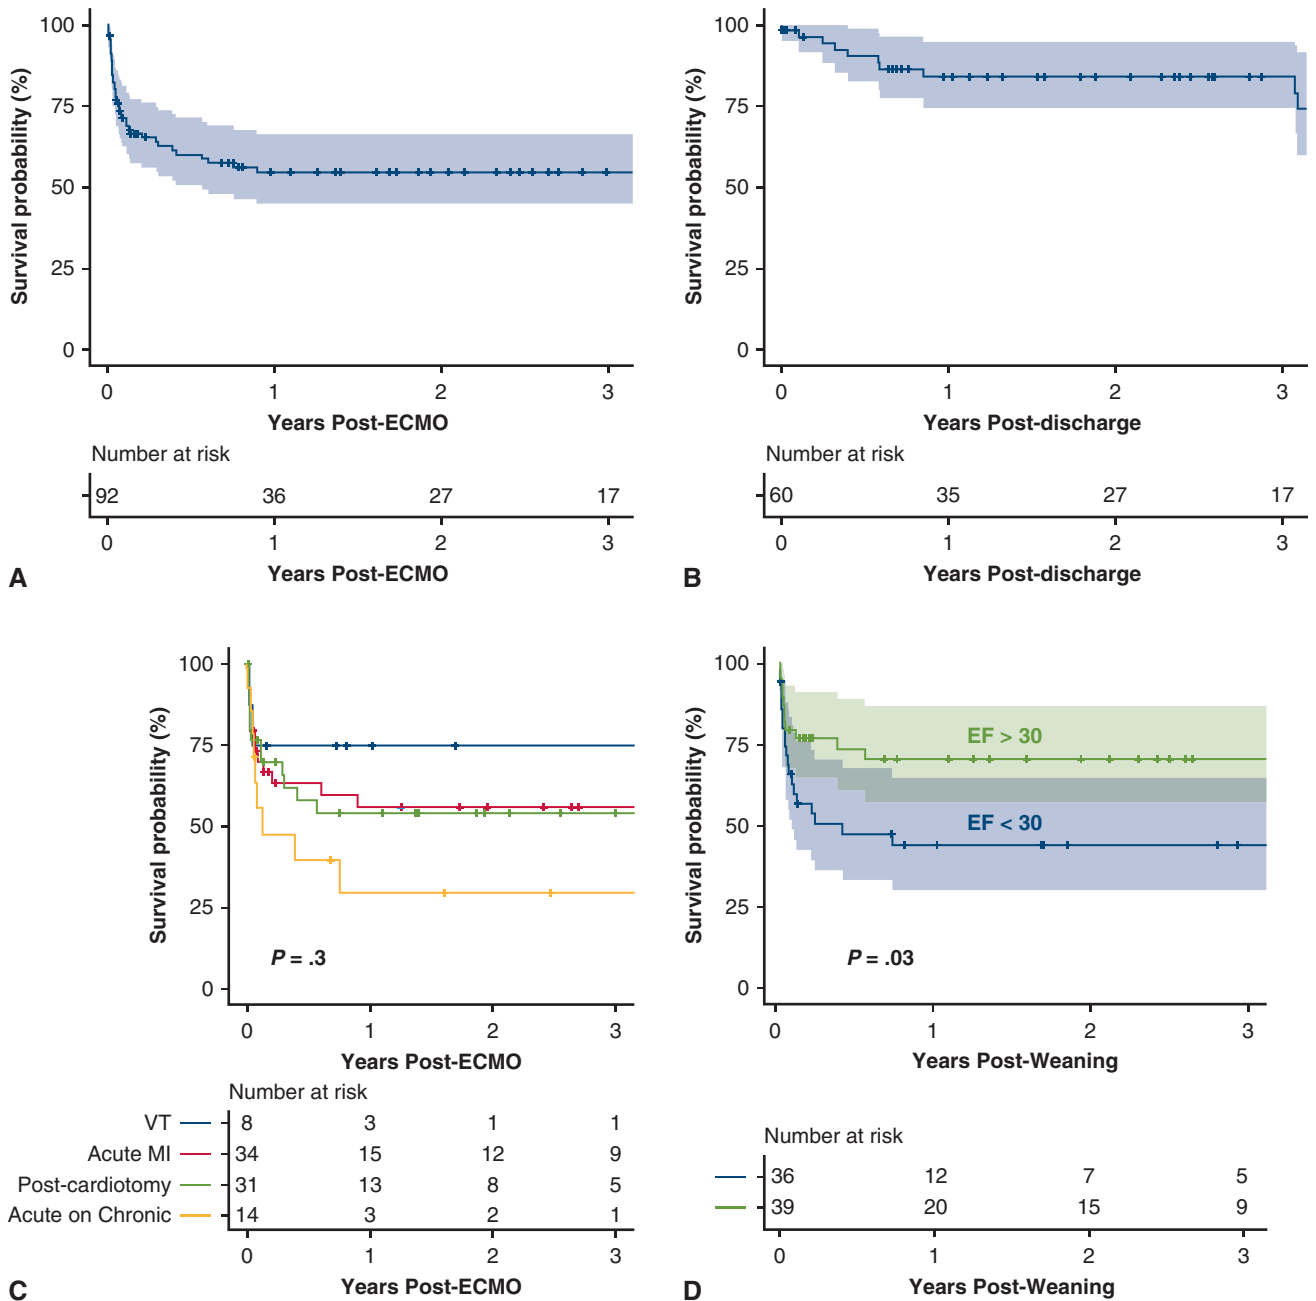 Survival probability (%)
100
75
50
25
0
0 1 2 3
Years Post-ECMO
Number at risk
92 36 27 17
0 1 2 3
Years Post-ECMO
A
Survival probability (%)
100
75
50
25
0
0 1 2 3
Years Post-discharge
Number at risk
60 35 27 17
0 1 2 3
Years Post-discharge
B
Survival probability (%)
100
75
50
25
0
P = .3
0 1 2 3
Years Post-ECMO
Number at risk
VT 8 3 1 1
Acute MI 34 15 12 9
Post-cardiotomy 31 13 8 5
Acute on Chronic 14 3 2 1
0 1 2 3
Years Post-ECMO
C
Survival probability (%)
100
75
50
25
0
EF > 30
EF < 30
P = .03
0 1 2 3
Years Post-Weaning
Number at risk
36 12 7 5
39 20 15 9
0 1 2 3
Years Post-Weaning
D